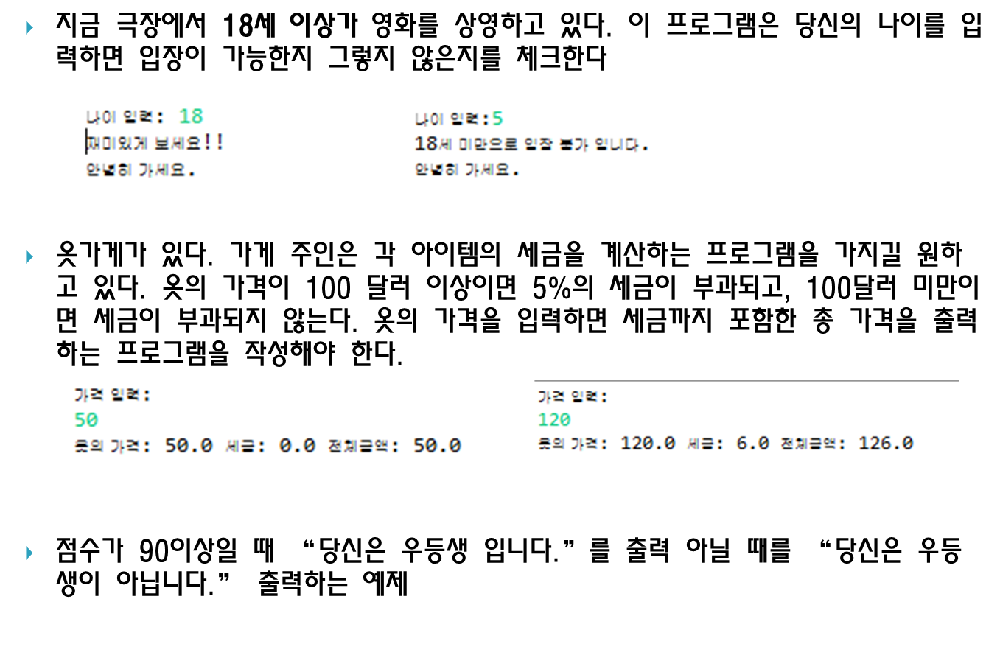 지금 극장에서 18세 이상가 영화를 상영하고 있다. 이 프로그램은 당신의 나이를 입
력하면 입장이 가능한지 그렇지 않은지를 체크한다
나이 입력: 18
재미있게 보세요!!
안녕히 가세요.
나이 입력:5
18세 미만으로 입장 불가 입니다.
안녕히 가세요.
옷가게가 있다. 가게 주인은 각 아이템의 세금을 계산하는 프로그램을 가지길 원하
고 있다. 옷의 가격이 100 달러 이상이면 5%의 세금이 부과되고, 100달러 미만이
면 세금이 부과되지 않는다. 옷의 가격을 입력하면 세금까지 포함한 총 가격을 출력
하는 프로그램을 작성해야 한다.
가격 입력:
50
옷의 가격: 50.0 세금: 0.0 전체금액: 50.0
가격 입력:
120
옷의 가격: 120.0 세금: 6.0 전체금액: 126.0
점수가 90이상일 때 “당신은 우등생 입니다.” 를 출력 아닐 때를 “당신은 우등
생이 아닙니다.” 출력하는 예제